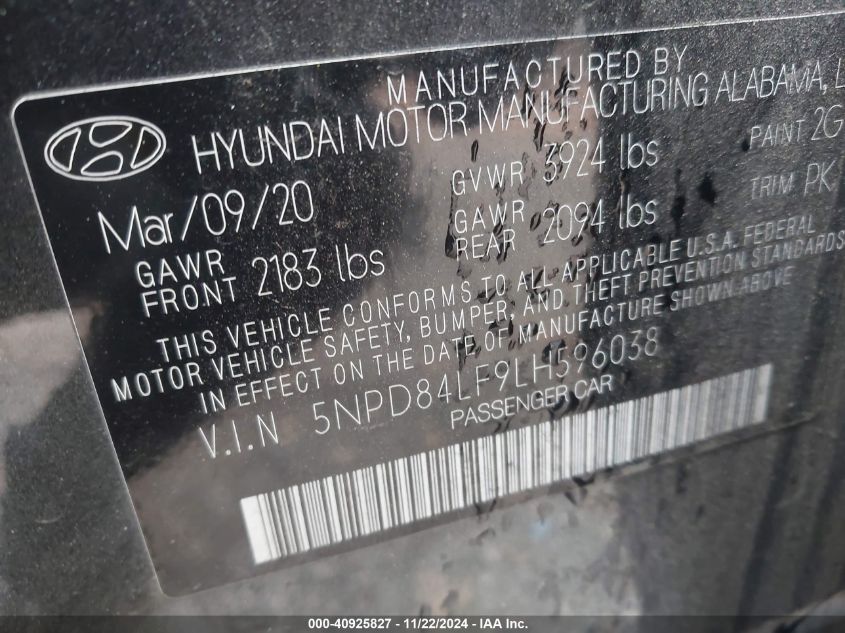 MANUFACTURED BY
HYUNDAI MOTOR MANUFACTURING ALABAMA, L
Mar/09/20 GVWR 3924 lbs PAINT 2G
GAWR FRONT 2183 lbs GAWR REAR 2094 lbs TRIM PK
THIS VEHICLE CONFORMS TO ALL APPLICABLE U.S.A. FEDERAL
MOTOR VEHICLE SAFETY, BUMPER, AND THEFT PREVENTION STANDARDS
IN EFFECT ON THE DATE OF MANUFACTURE SHOWN ABOVE
V.I.N 5NPD84LF9LH596038
PASSENGER CAR
000-40925827 - 11/22/2024 - IAA Inc.